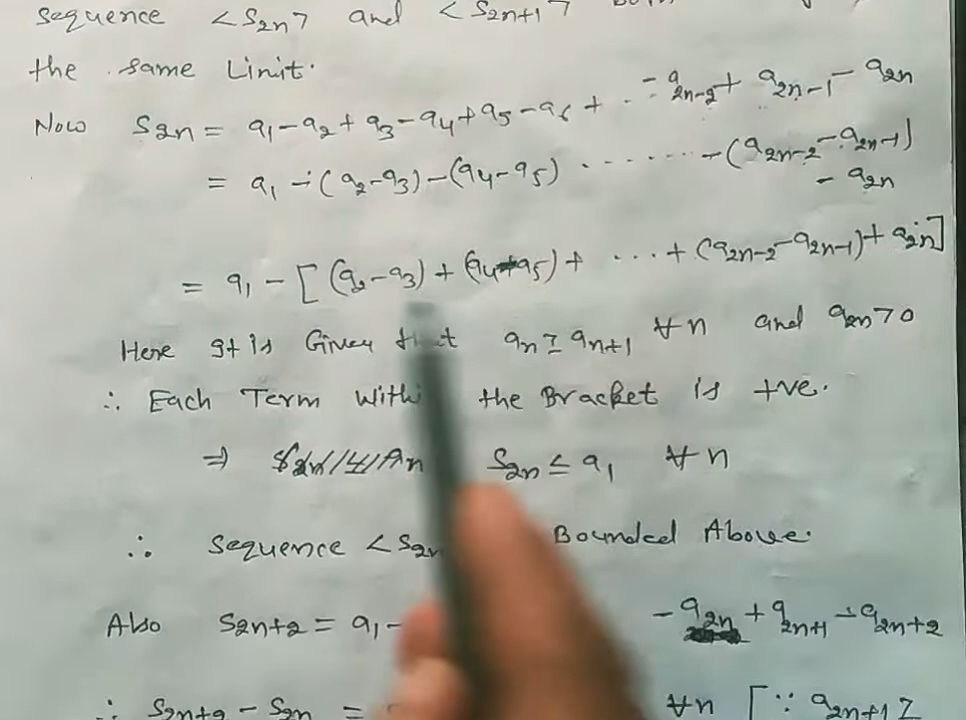 sequence <S2n> and <S2n+1>
the same Limit.
Now S2n = a1 - a2 + a3 - a4 + a5 - a6 + ... - a2n-2 + a2n-1 - a2n
= a1 - (a2 - a3) - (a4 - a5) ....... - (a2n-2 - a2n-1) - a2n
= a1 - [(a2 - a3) + (a4 - a5) + ... + (a2n-2 - a2n-1) + a2n]
Here It is Given that an ≥ an+1 ∀ n and an > 0
∴ Each Term the Bracket is +ve.
⇒ S2n ≤ a1 ∀ n
∴ Sequence Bounded Above.
Also S2n+2 = a1 - - a2n + a2n+1 - a2n+2
∴ S2n+2 - S2n = ∀ n [∵ a2n+1 ≥